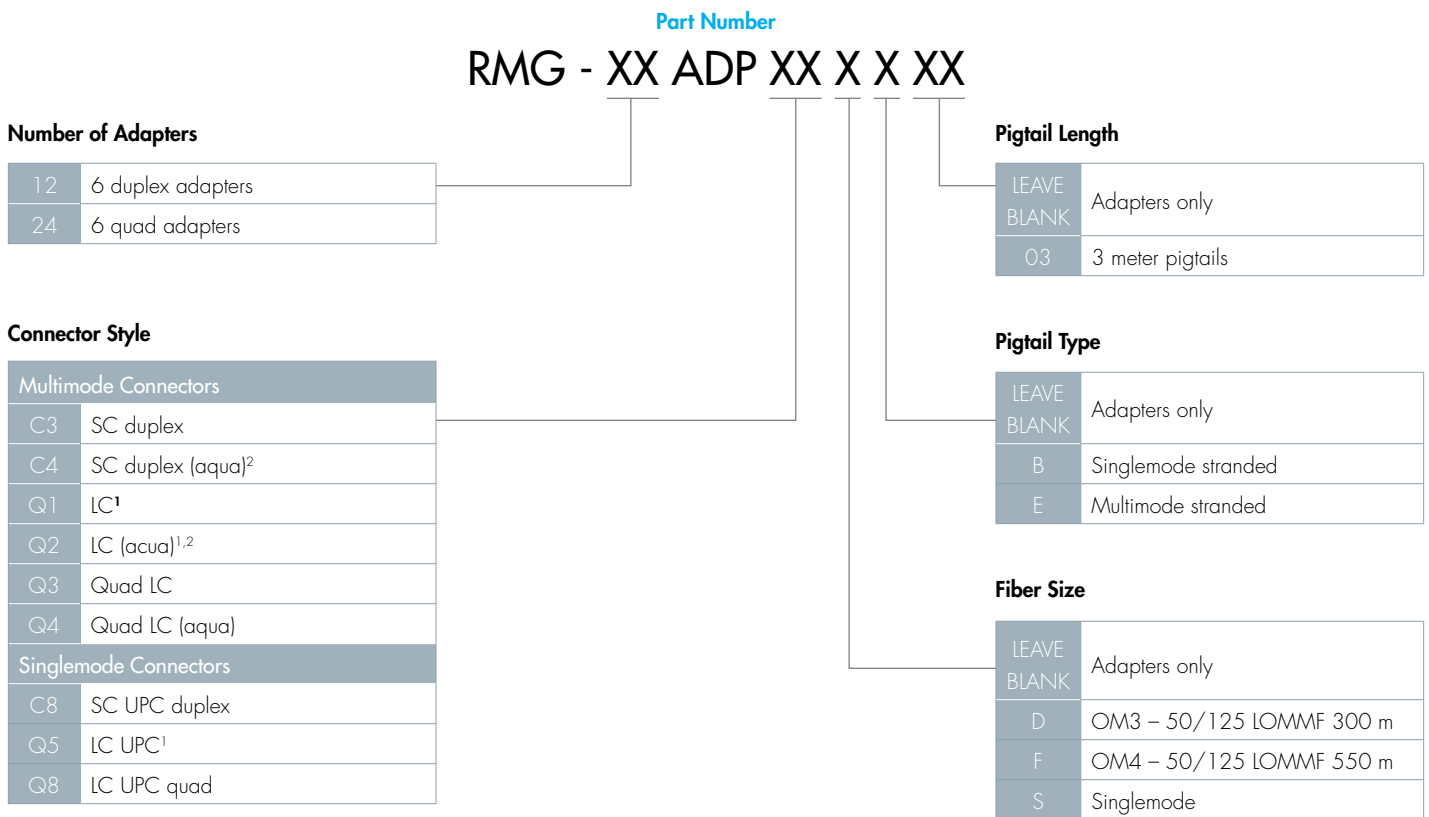 Part Number
RMG - XX ADP XX X X XX
Number of Adapters
12 6 duplex adapters
24 6 quad adapters
Connector Style
Multimode Connectors
C3 SC duplex
C4 SC duplex (aqua)²
Q1 LC¹
Q2 LC (acua)¹,²
Q3 Quad LC
Q4 Quad LC (aqua)
Singlemode Connectors
C8 SC UPC duplex
Q5 LC UPC¹
Q8 LC UPC quad
Pigtail Length
LEAVE
BLANK
Adapters only
03 3 meter pigtails
Pigtail Type
LEAVE
BLANK
Adapters only
B Singlemode stranded
E Multimode stranded
Fiber Size
LEAVE
BLANK
Adapters only
D OM3 – 50/125 LOMMF 300 m
F OM4 – 50/125 LOMMF 550 m
S Singlemode